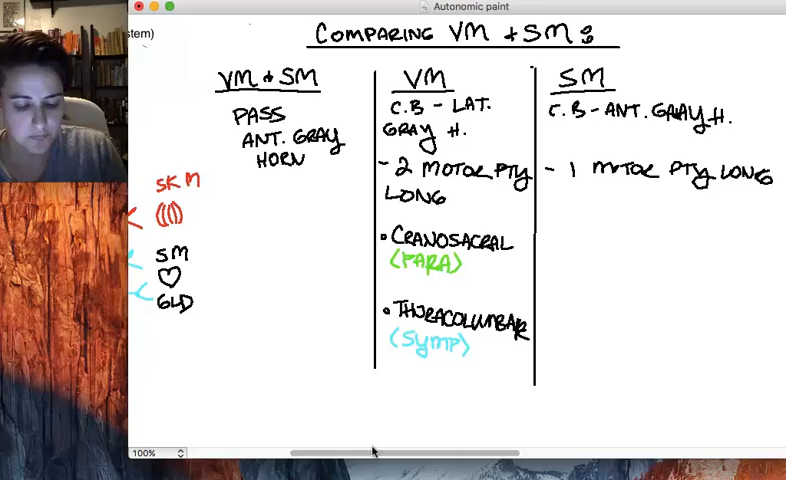 Autonomic paint
stem)
COMPARING VM + SM :
VM + SM
PASS
ANT. GRAY
HORN
SK M
SM
GLD
VM
C.B - LAT.
GRAY H.
- 2 MOTOR PTY
LONG
• CRANOSACRAL
(PARA)
• THORACOLUMBAR
(SYMP)
SM
C.B - ANT. GRAY H.
- 1 MOTOR PTY LONG
100%